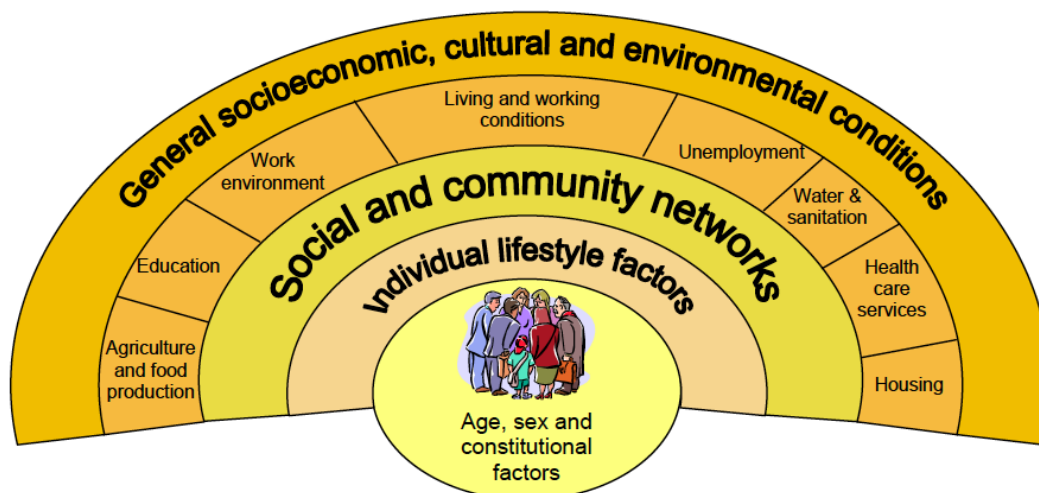 General socioeconomic, cultural and environmental conditions
Living and working
conditions
Work
environment
Unemployment
Water &
sanitation
Education
Health
care
services
Agriculture
and food
production
Housing
Social and community networks
Individual lifestyle factors
Age, sex and
constitutional
factors